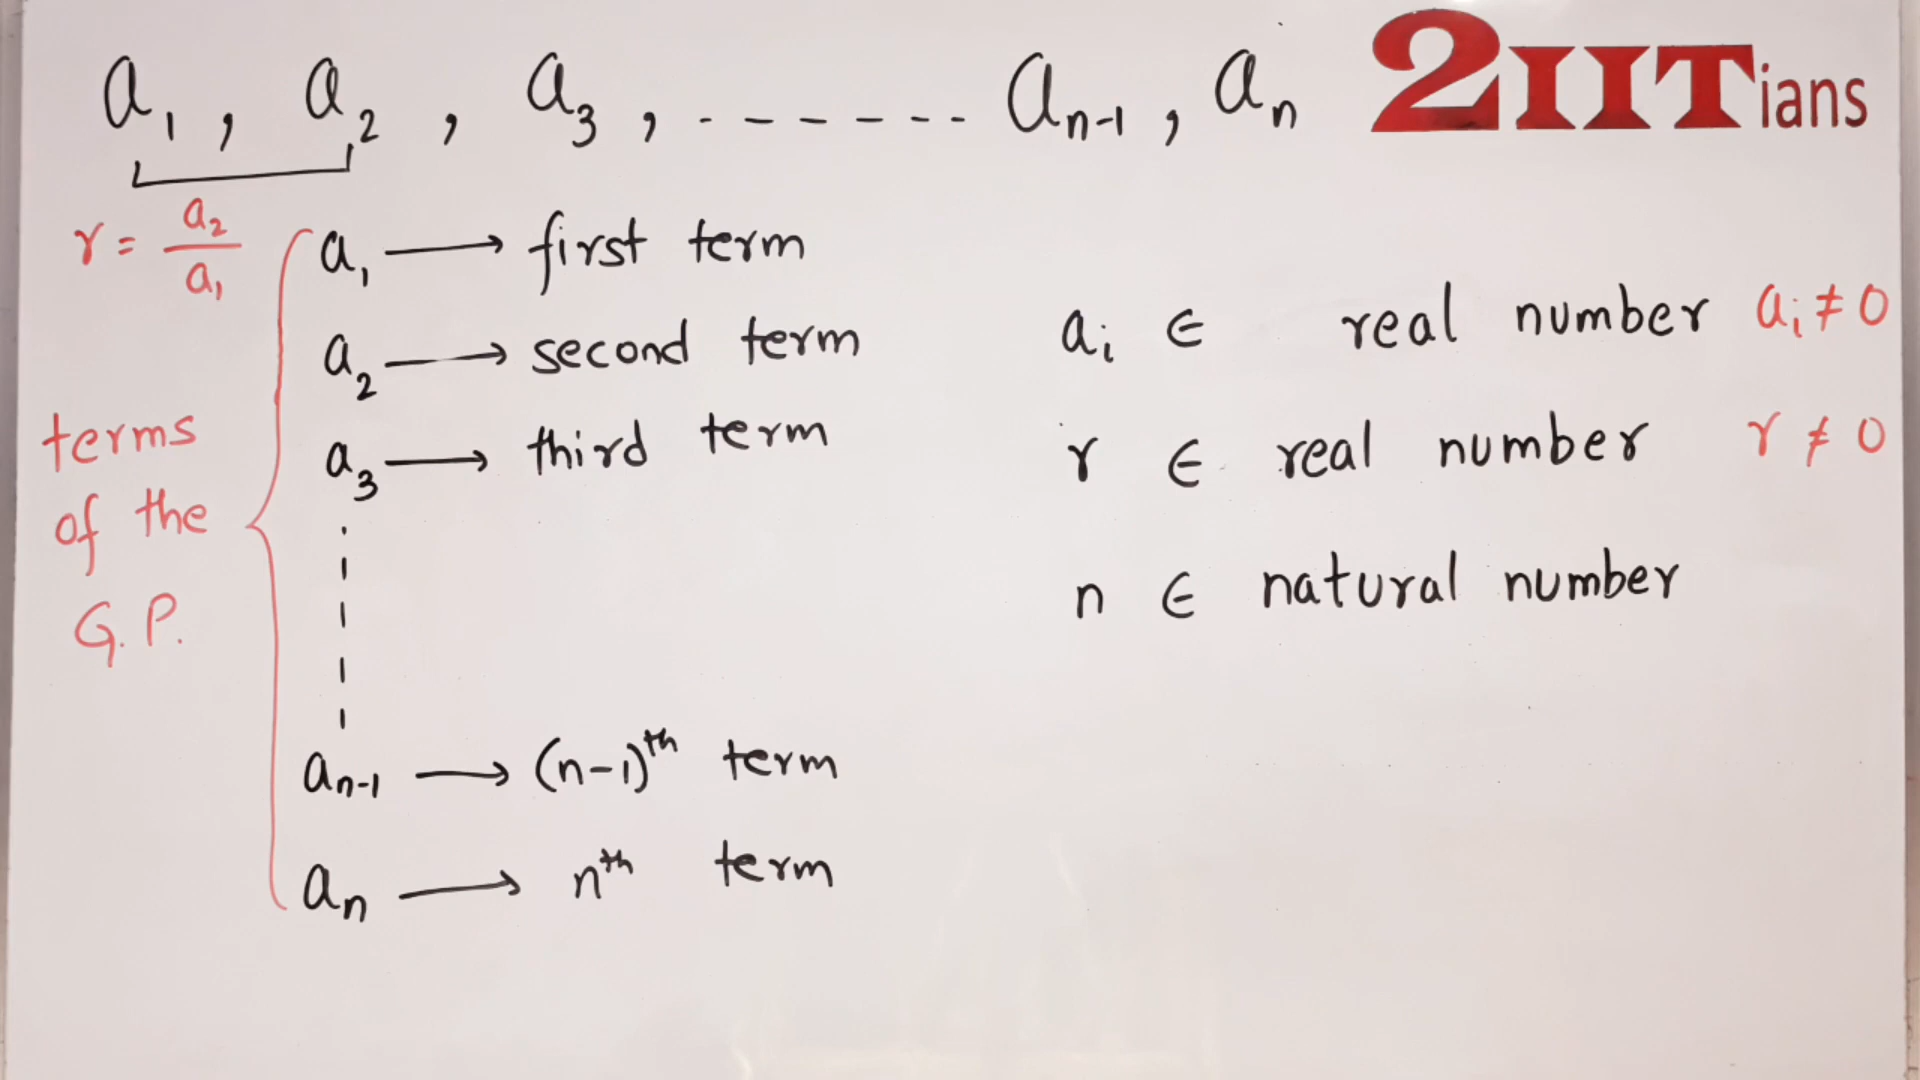 a₁, a₂, a₃, ------- aₙ₋₁, aₙ
2IITians
r = a₂/a₁
a₁ → first term
a₂ → second term
a₃ → third term
aₙ₋₁ → (n-1)ᵗʰ term
aₙ → nᵗʰ term
terms
of the
G.P.
aᵢ ∈ real number aᵢ ≠ 0
r ∈ real number r ≠ 0
n ∈ natural number